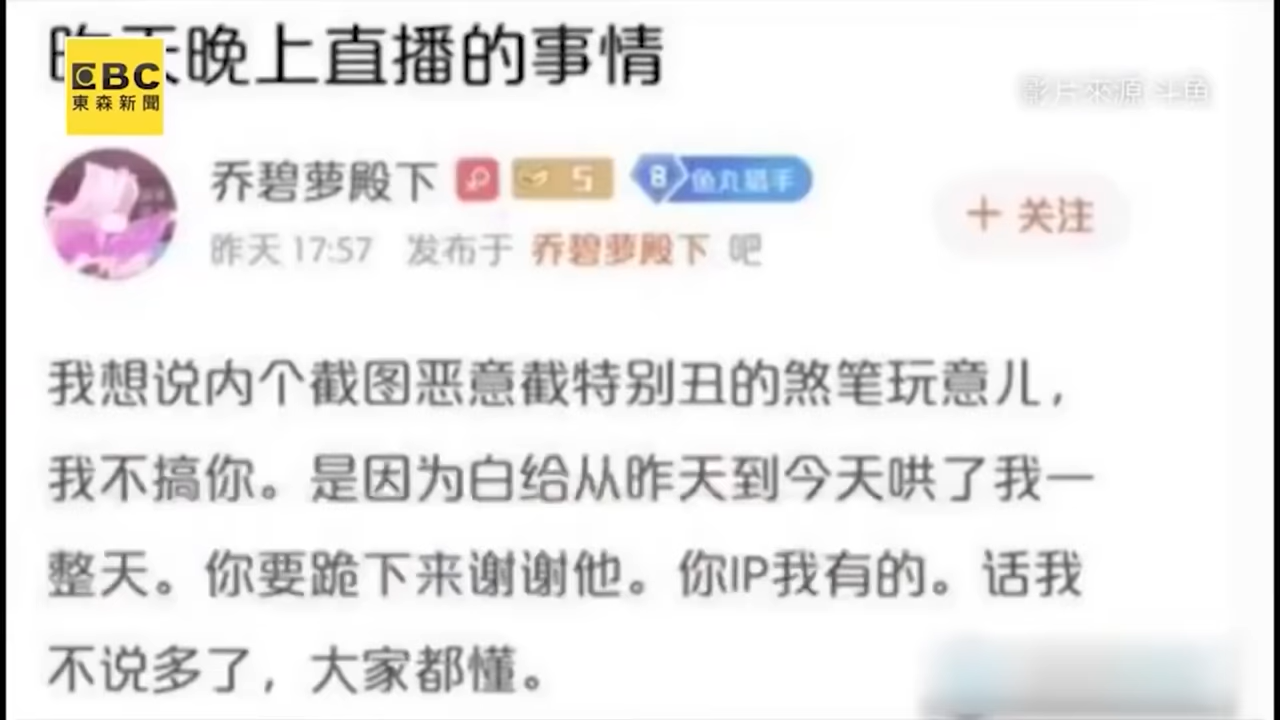 昨天晚上直播的事情
EBC
東森新聞
影片來源 斗鱼
乔碧萝殿下 5 8 鱼丸猎手
昨天 17:57 发布于 乔碧萝殿下 吧
+ 关注
我想说内个截图恶意截特别丑的煞笔玩意儿，
我不搞你。是因为白给从昨天到今天哄了我一
整天。你要跪下来谢谢他。你IP我有的。话我
不说多了，大家都懂。